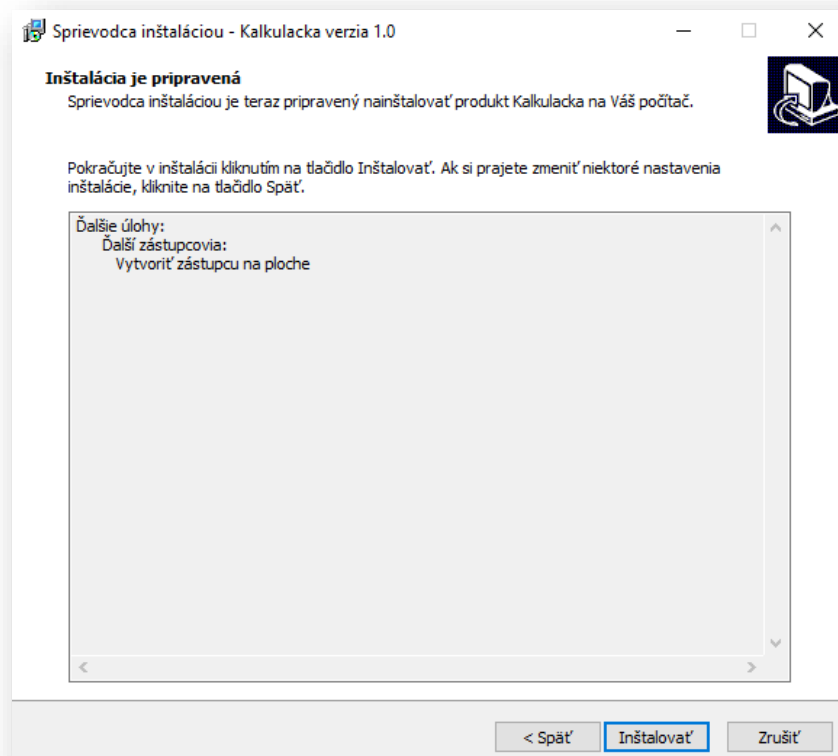 Sprievodca inštaláciou - Kalkulacka verzia 1.0
Inštalácia je pripravená
Sprievodca inštaláciou je teraz pripravený nainštalovať produkt Kalkulacka na Váš počítač.
Pokračujte v inštalácii kliknutím na tlačidlo Inštalovať. Ak si prajete zmeniť niektoré nastavenia
inštalácie, kliknite na tlačidlo Späť.
Ďalšie úlohy:
Ďalší zástupcovia:
Vytvoriť zástupcu na ploche
< Späť
Inštalovať
Zrušiť